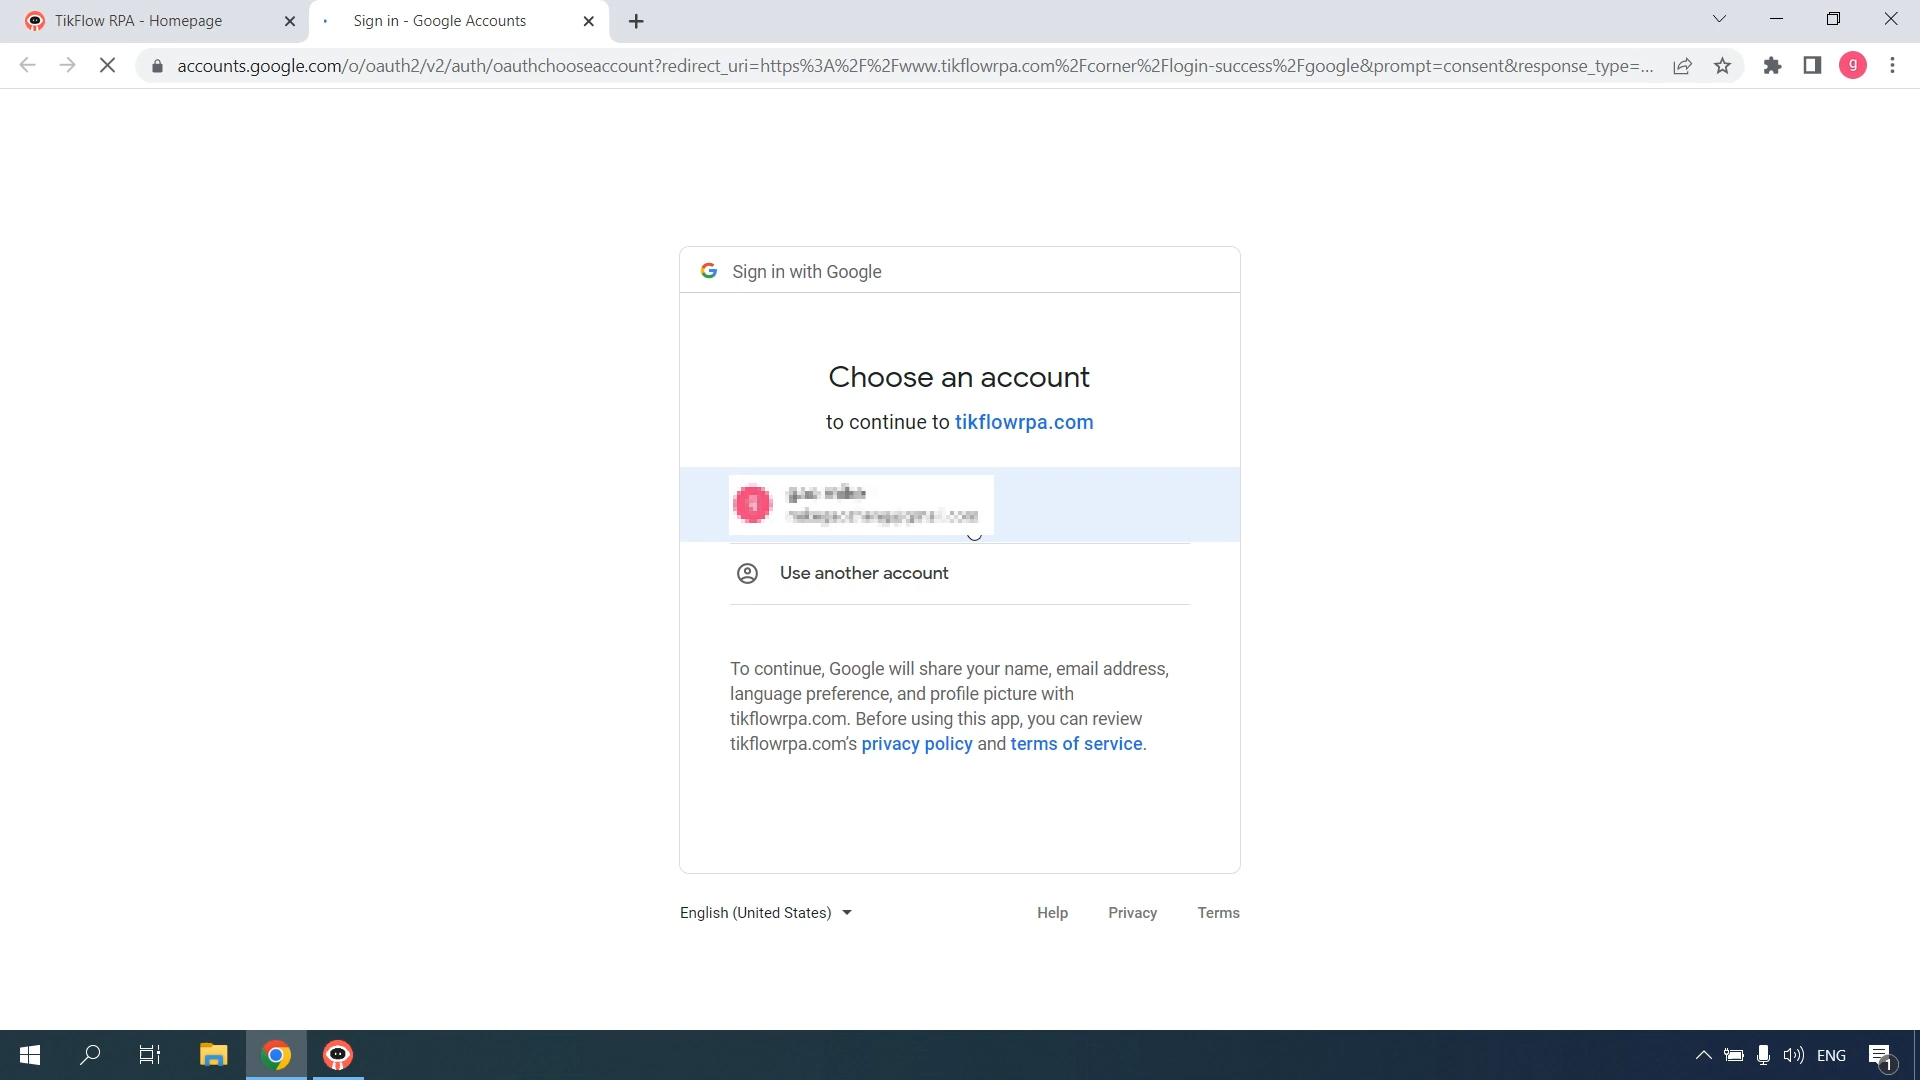 TikFlow RPA - Homepage
Sign in - Google Accounts
accounts.google.com/o/oauth2/v2/auth/oauthchooseaccount?redirect_uri=https%3A%2F%2Fwww.tikflowrpa.com%2Fcorner%2Flogin-success%2Fgoogle&prompt=consent&response_type=...
g
Sign in with Google
Choose an account
to continue to tikflowrpa.com
Use another account
To continue, Google will share your name, email address,
language preference, and profile picture with
tikflowrpa.com. Before using this app, you can review
tikflowrpa.com's privacy policy and terms of service.
English (United States)
Help
Privacy
Terms
ENG
1